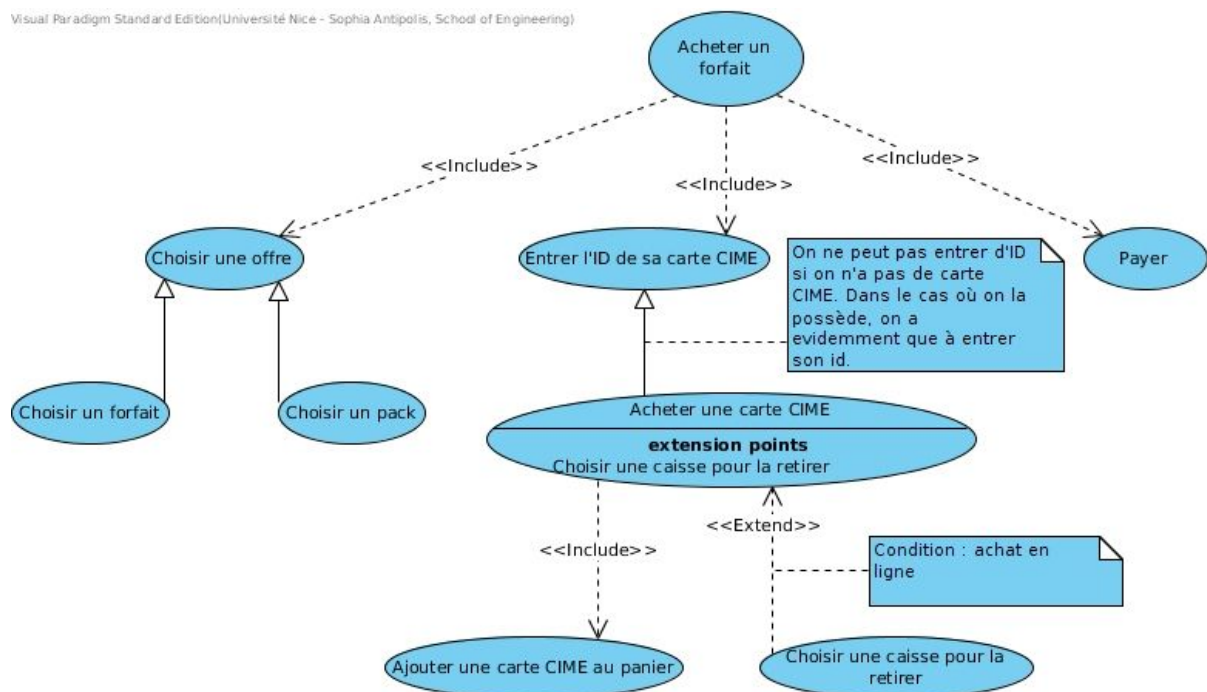 Visual Paradigm Standard Edition(Université Nice - Sophia Antipolis, School of Engineering)
Acheter un
forfait
<<Include>>
<<Include>>
<<Include>>
Choisir une offre
Entrer l'ID de sa carte CIME
On ne peut pas entrer d'ID
si on n'a pas de carte
CIME. Dans le cas où on la
possède, on a
evidemment que à entrer
son id.
Payer
Choisir un forfait
Choisir un pack
Acheter une carte CIME
extension points
Choisir une caisse pour la retirer
<<Extend>>
<<Include>>
Condition : achat en
ligne
Ajouter une carte CIME au panier
Choisir une caisse pour la
retirer